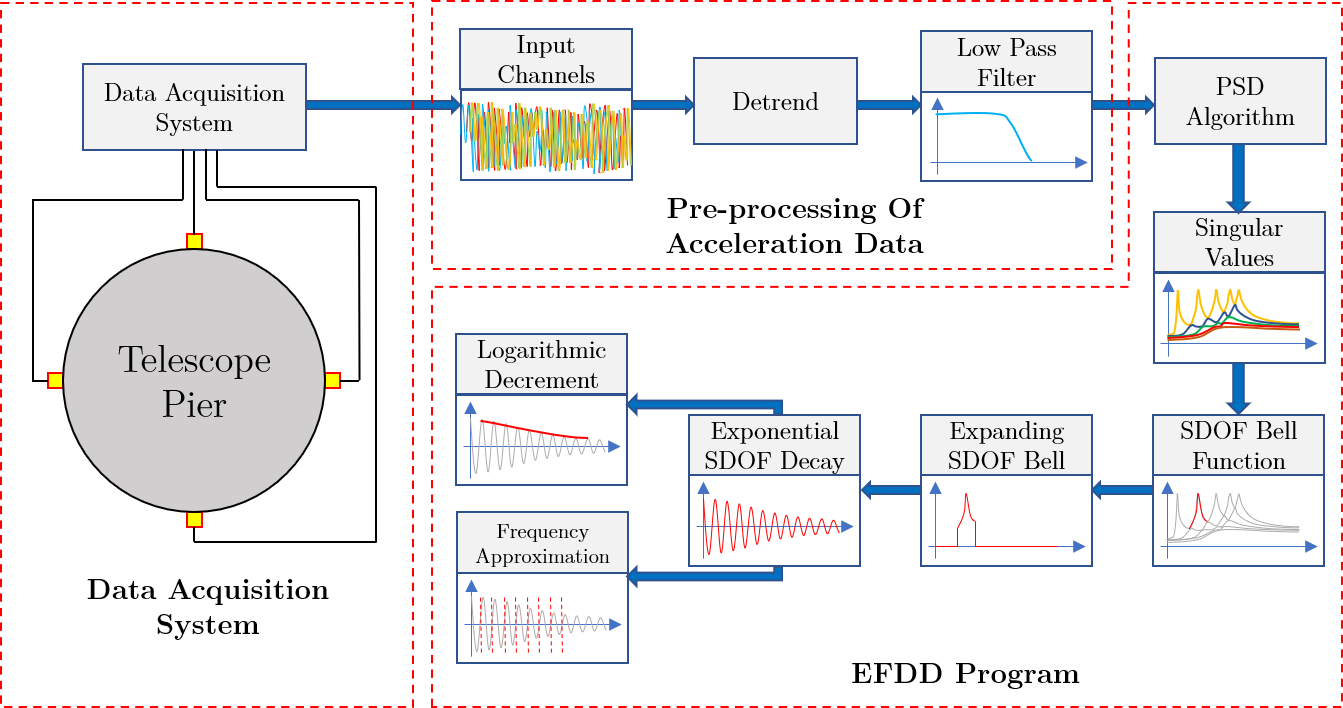 Data Acquisition
System
Telescope
Pier
Data Acquisition
System
Input
Channels
Detrend
Low Pass
Filter
Pre-processing Of
Acceleration Data
PSD
Algorithm
Singular
Values
SDOF Bell
Function
Expanding
SDOF Bell
Exponential
SDOF Decay
Logarithmic
Decrement
Frequency
Approximation
EFDD Program